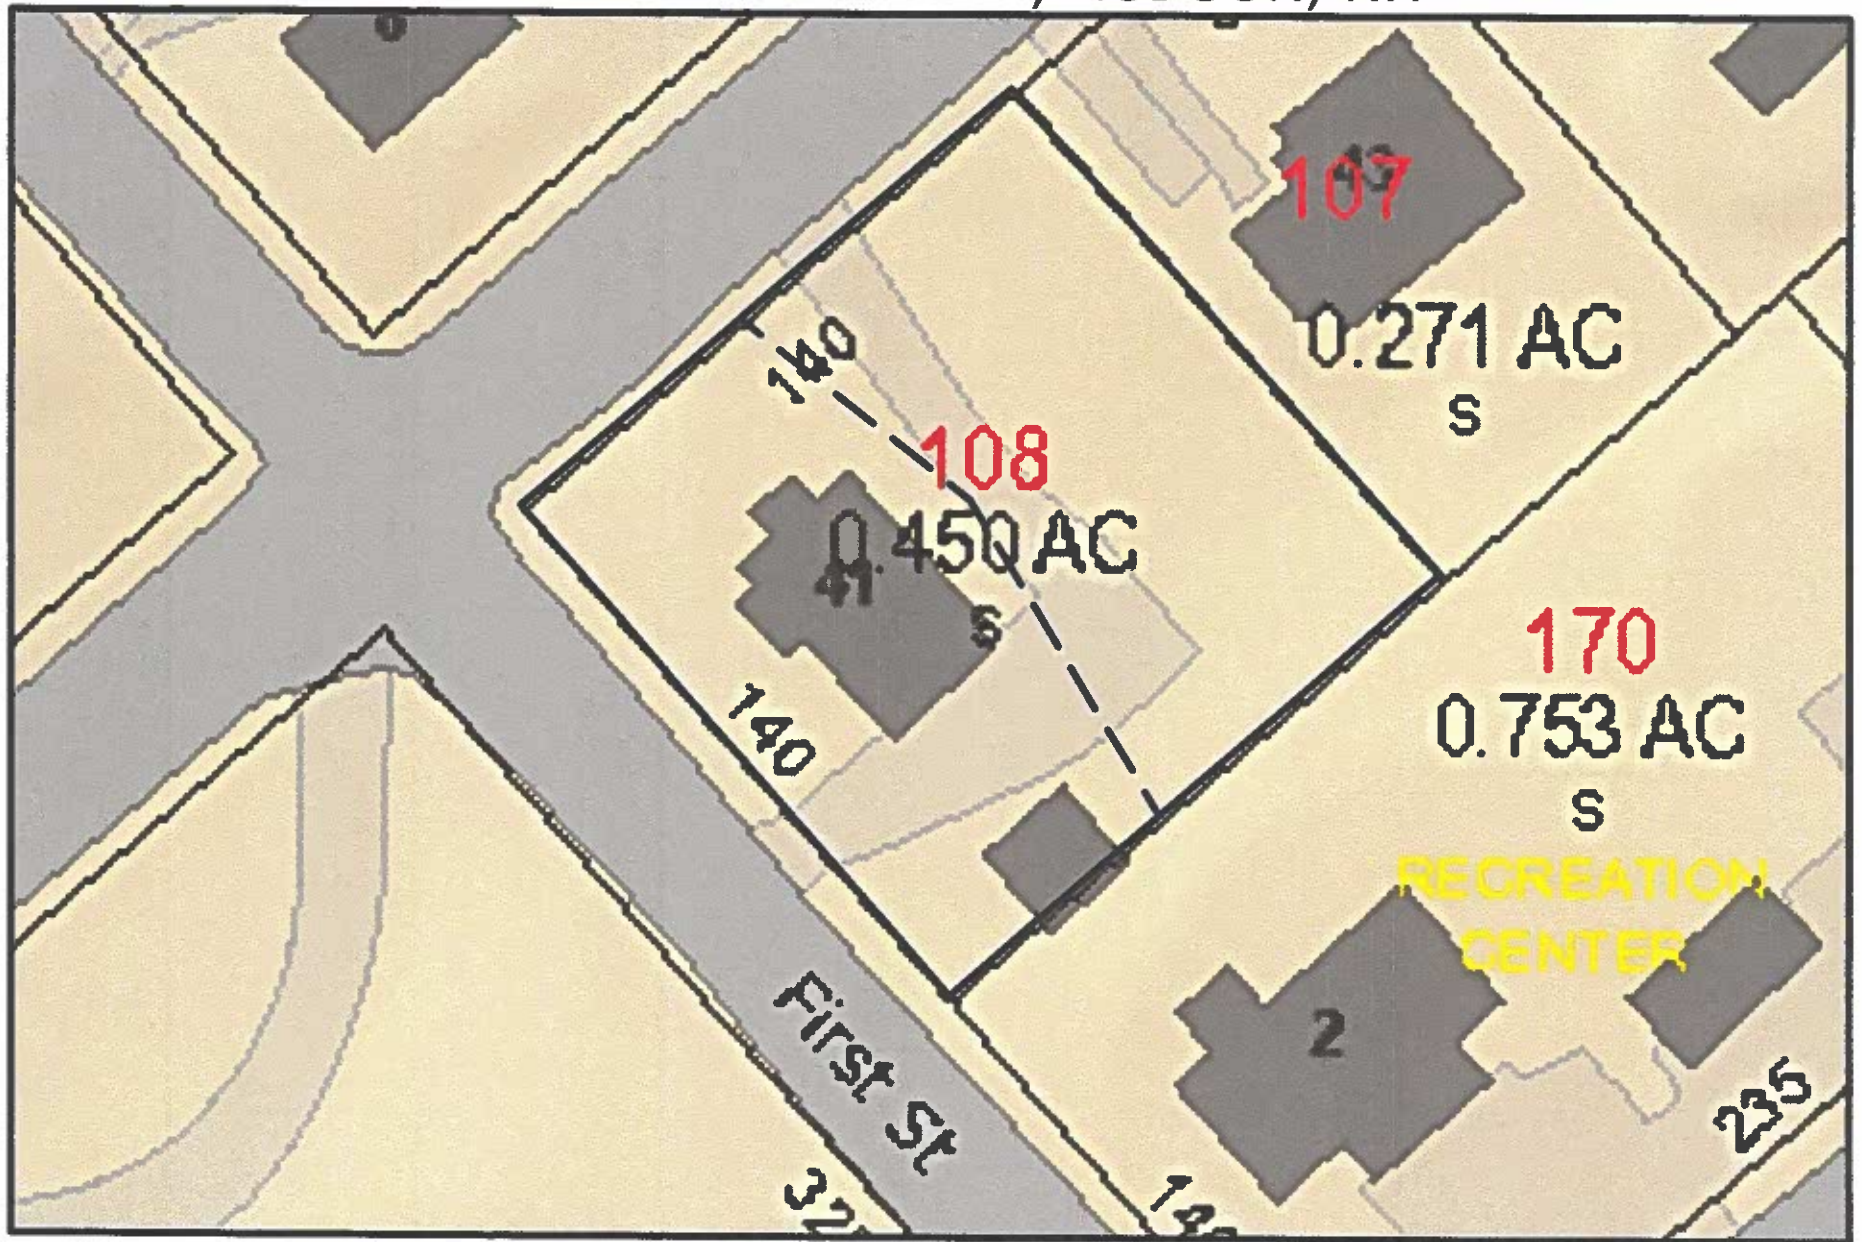 107
0.271 AC
s
140
108
0.450 AC
41
s
170
0.753 AC
s
140
RECREATION
CENTER
2
First St
235